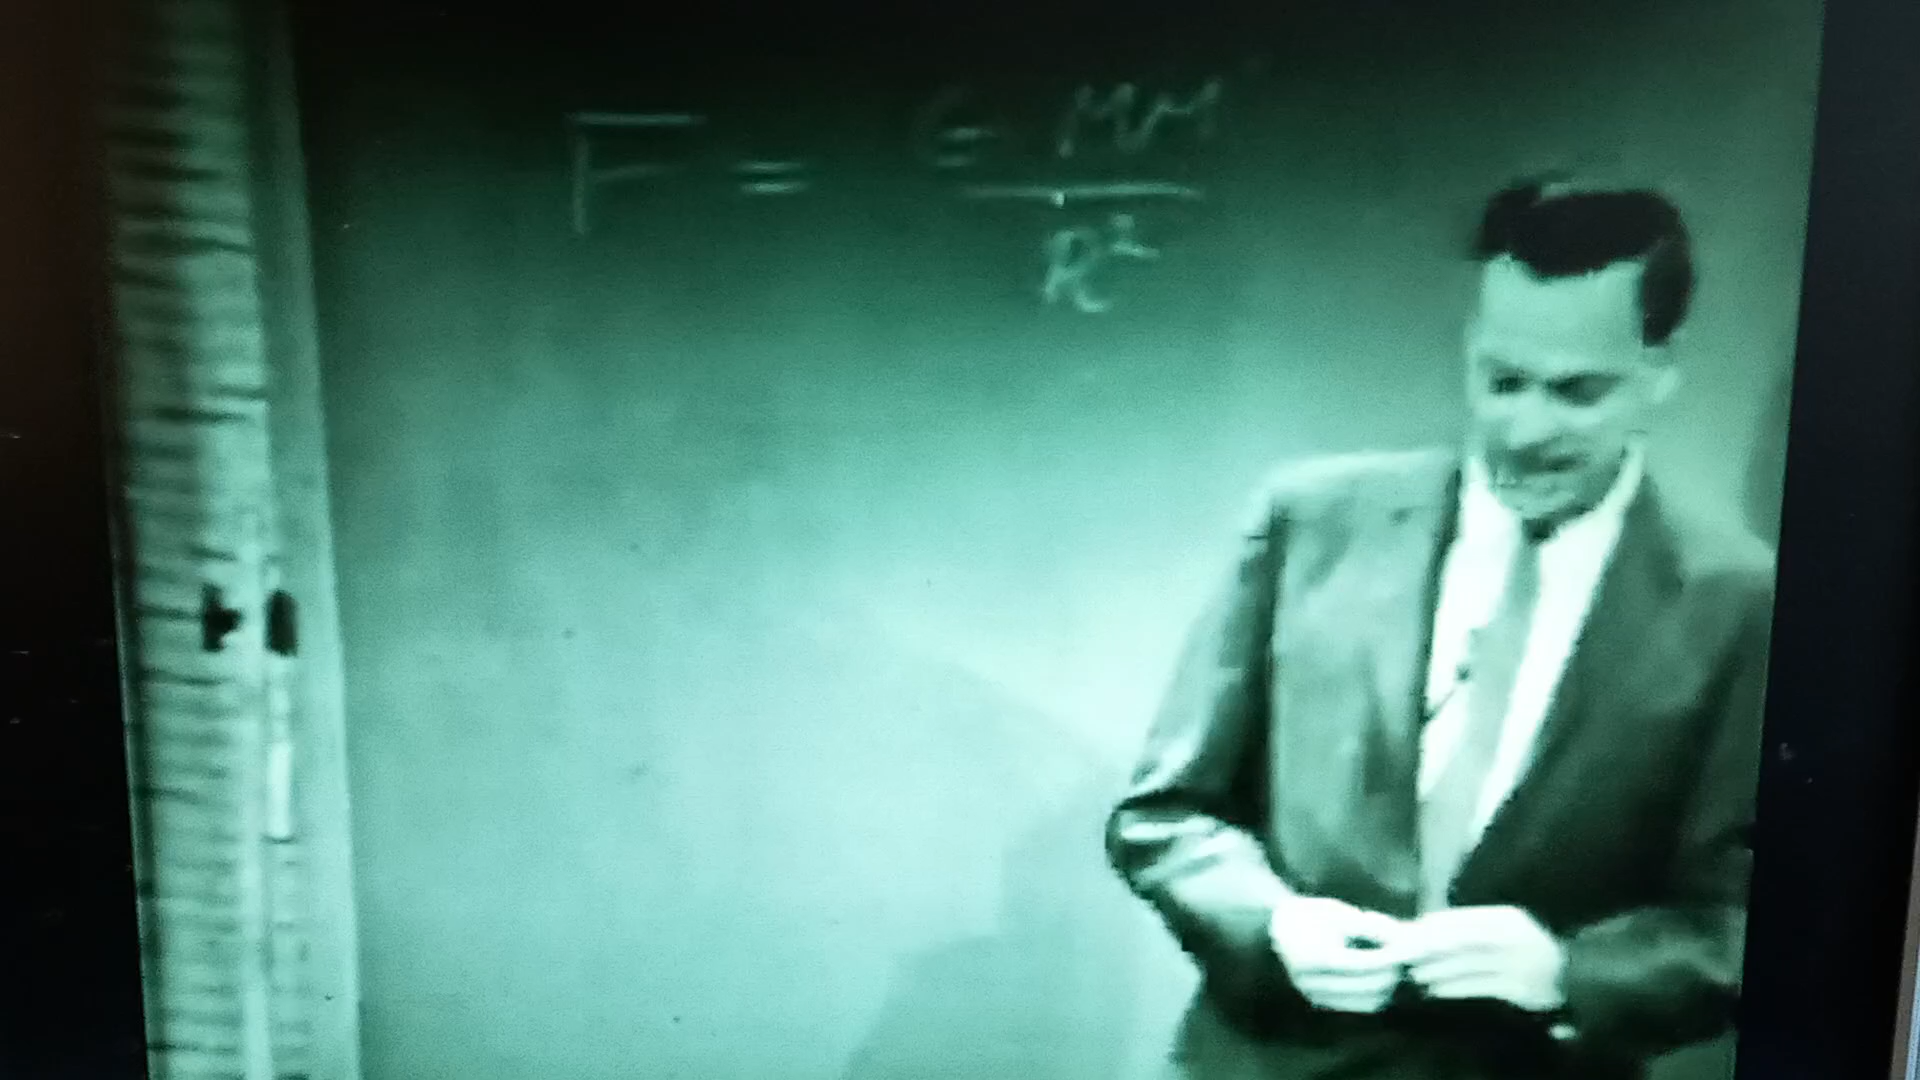 F = G MM / R²